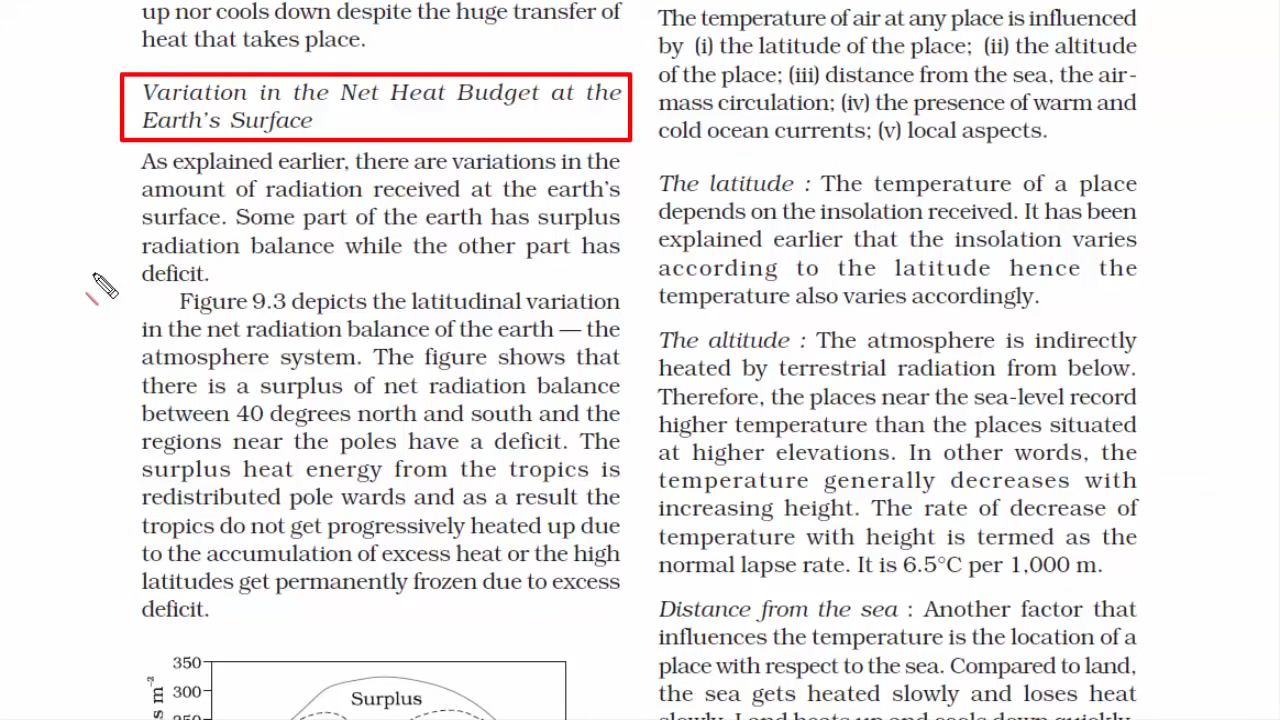 up nor cools down despite the huge transfer of
heat that takes place.
Variation in the Net Heat Budget at the
Earth's Surface
As explained earlier, there are variations in the
amount of radiation received at the earth's
surface. Some part of the earth has surplus
radiation balance while the other part has
deficit.
Figure 9.3 depicts the latitudinal variation
in the net radiation balance of the earth — the
atmosphere system. The figure shows that
there is a surplus of net radiation balance
between 40 degrees north and south and the
regions near the poles have a deficit. The
surplus heat energy from the tropics is
redistributed pole wards and as a result the
tropics do not get progressively heated up due
to the accumulation of excess heat or the high
latitudes get permanently frozen due to excess
deficit.
350
300
250
s m⁻²
Surplus
The temperature of air at any place is influenced
by (i) the latitude of the place; (ii) the altitude
of the place; (iii) distance from the sea, the air-
mass circulation; (iv) the presence of warm and
cold ocean currents; (v) local aspects.
The latitude : The temperature of a place
depends on the insolation received. It has been
explained earlier that the insolation varies
according to the latitude hence the
temperature also varies accordingly.
The altitude : The atmosphere is indirectly
heated by terrestrial radiation from below.
Therefore, the places near the sea-level record
higher temperature than the places situated
at higher elevations. In other words, the
temperature generally decreases with
increasing height. The rate of decrease of
temperature with height is termed as the
normal lapse rate. It is 6.5°C per 1,000 m.
Distance from the sea : Another factor that
influences the temperature is the location of a
place with respect to the sea. Compared to land,
the sea gets heated slowly and loses heat
slowly. Land heats up and cools down quickly.